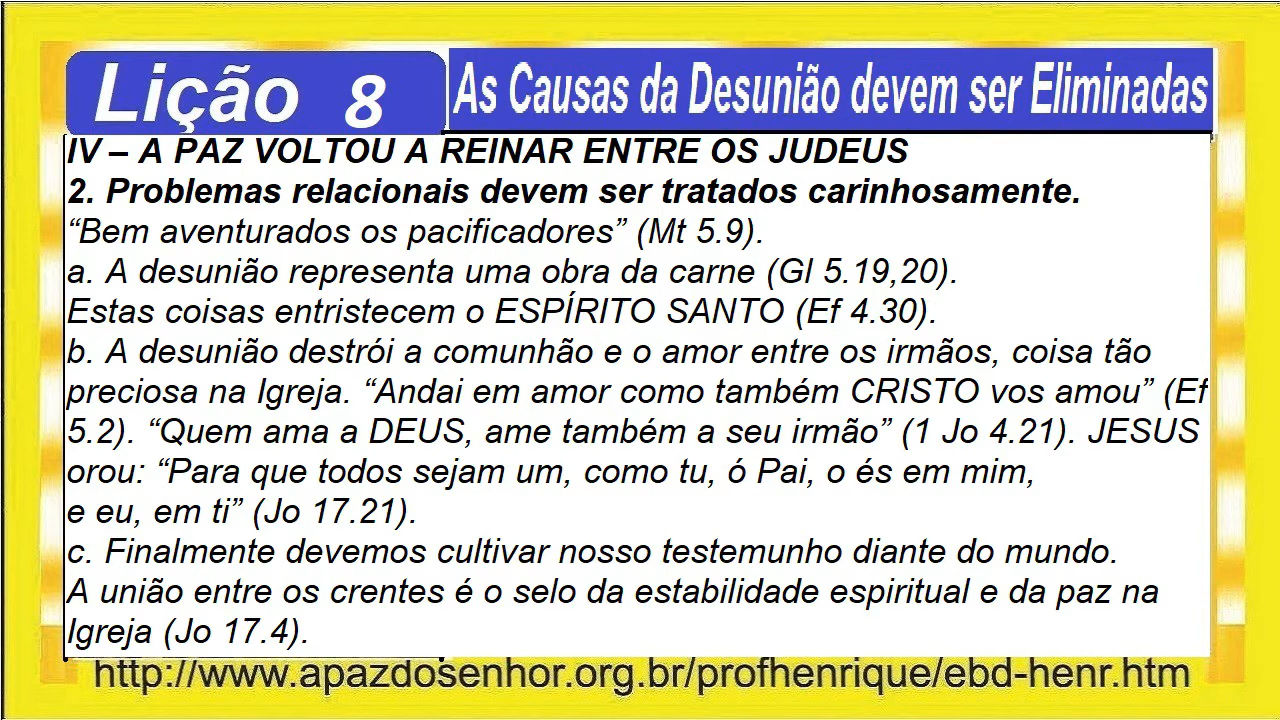 Lição 8 As Causas da Desunião devem ser Eliminadas
IV – A PAZ VOLTOU A REINAR ENTRE OS JUDEUS
2. Problemas relacionais devem ser tratados carinhosamente.
“Bem aventurados os pacificadores” (Mt 5.9).
a. A desunião representa uma obra da carne (Gl 5.19,20).
Estas coisas entristecem o ESPÍRITO SANTO (Ef 4.30).
b. A desunião destrói a comunhão e o amor entre os irmãos, coisa tão
preciosa na Igreja. “Andai em amor como também CRISTO vos amou” (Ef
5.2). “Quem ama a DEUS, ame também a seu irmão” (1 Jo 4.21). JESUS
orou: “Para que todos sejam um, como tu, ó Pai, o és em mim,
e eu, em ti” (Jo 17.21).
c. Finalmente devemos cultivar nosso testemunho diante do mundo.
A união entre os crentes é o selo da estabilidade espiritual e da paz na
Igreja (Jo 17.4).
http://www.apazdosenhor.org.br/profhenrique/ebd-henr.htm